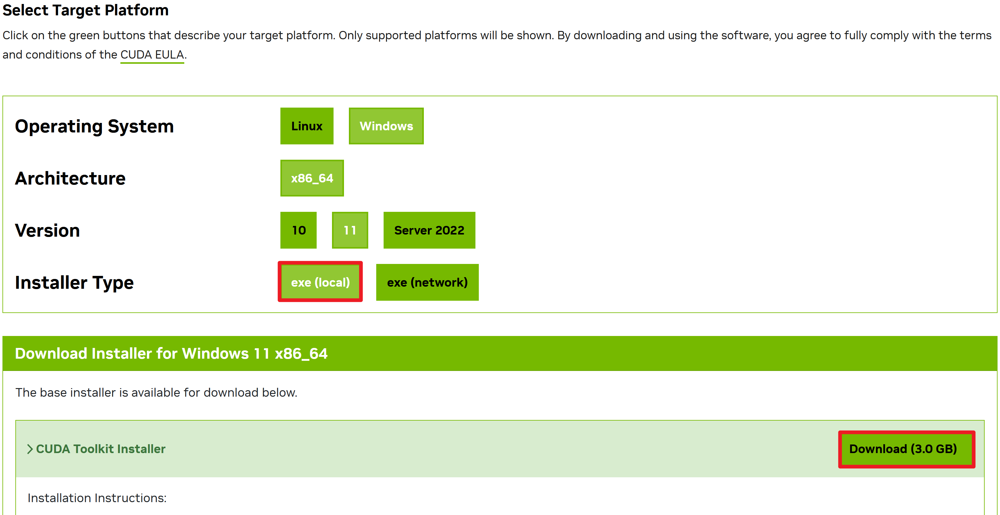 Select Target Platform
Click on the green buttons that describe your target platform. Only supported platforms will be shown. By downloading and using the software, you agree to fully comply with the terms
and conditions of the CUDA EULA.
Operating System
Linux
Windows
Architecture
x86_64
Version
10
11
Server 2022
Installer Type
exe (local)
exe (network)
Download Installer for Windows 11 x86_64
The base installer is available for download below.
CUDA Toolkit Installer
Download (3.0 GB)
Installation Instructions: